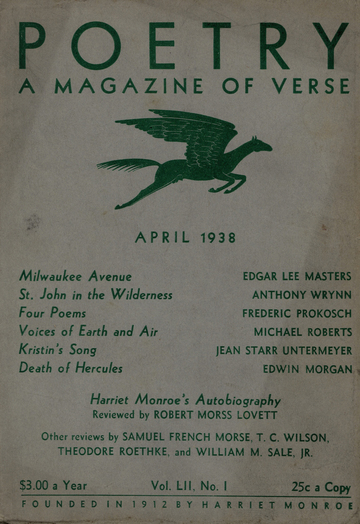 POETRY
A MAGAZINE OF VERSE
APRIL 1938
Milwaukee Avenue EDGAR LEE MASTERS
St. John in the Wilderness ANTHONY WRYNN
Four Poems FREDERIC PROKOSCH
Voices of Earth and Air MICHAEL ROBERTS
Kristin's Song JEAN STARR UNTERMEYER
Death of Hercules EDWIN MORGAN
Harriet Monroe's Autobiography
Reviewed by ROBERT MORSS LOVETT
Other reviews by SAMUEL FRENCH MORSE, T. C. WILSON,
THEODORE ROETHKE, and WILLIAM M. SALE, JR.
$3.00 a Year Vol. LII, No. I 25c a Copy
FOUNDED IN 1912 BY HARRIET MONROE